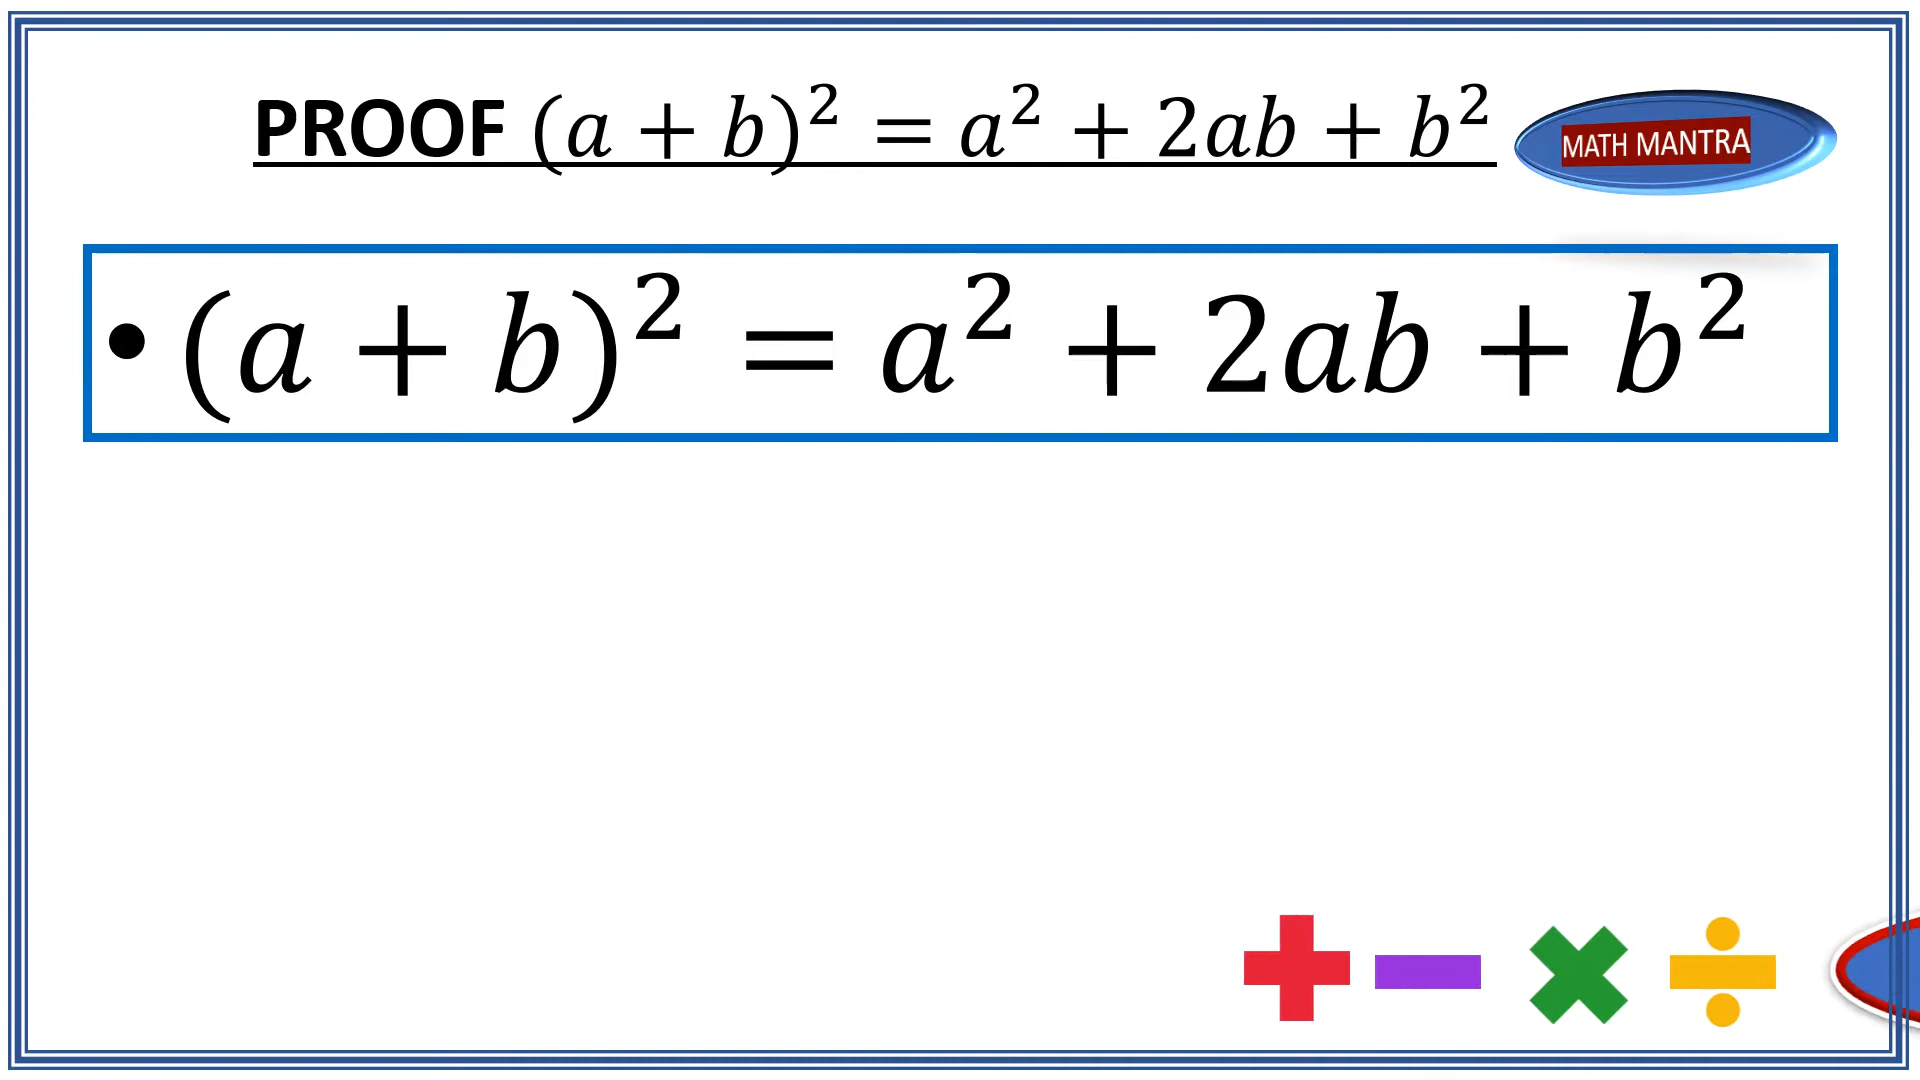 PROOF (a + b)² = a² + 2ab + b²
MATH MANTRA
• (a + b)² = a² + 2ab + b²